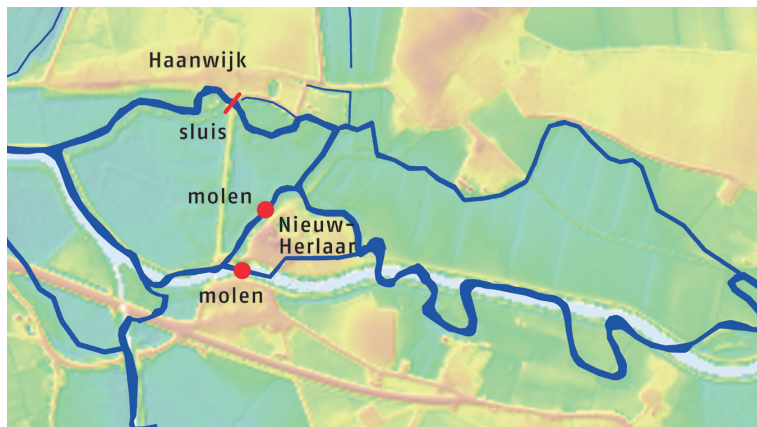 Haanwijk
sluis
molen
Nieuw-
Herlaar
molen